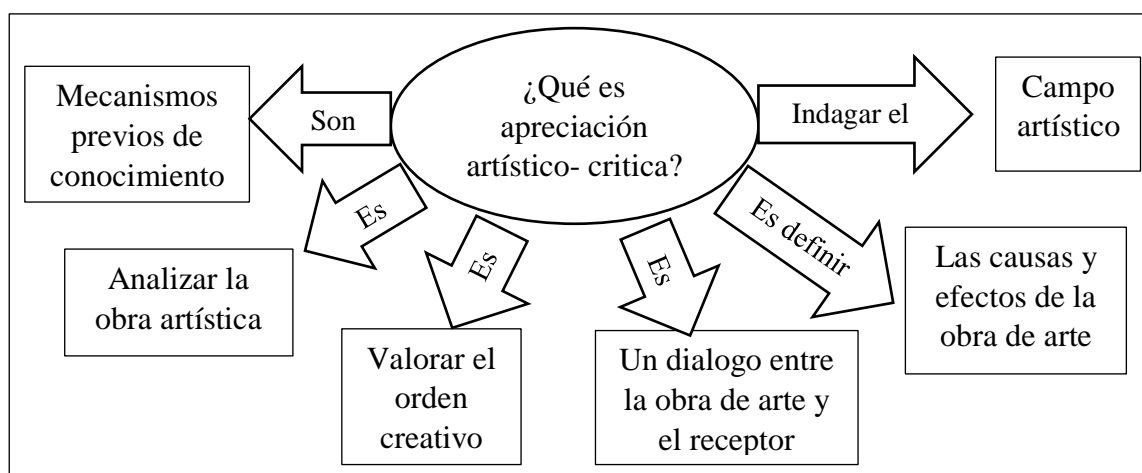 ¿Qué es
apreciación
artístico- critica?
Son
Mecanismos
previos de
conocimiento
Es
Analizar la
obra artística
Es
Valorar el
orden
creativo
Es
Un dialogo entre
la obra de arte y
el receptor
Es definir
Las causas y
efectos de la
obra de arte
Indagar el
Campo
artístico